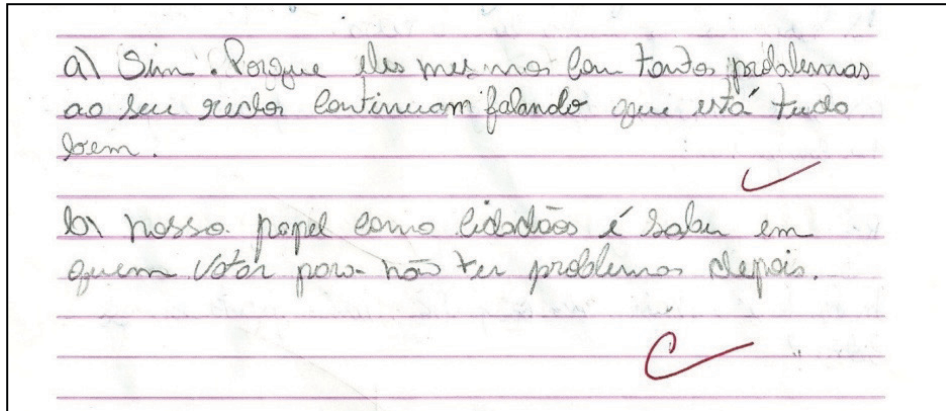 a) Sim. Porque eles mesmos com tantos problemas
ao seu redor continuam falando que está tudo
bem.
b) Nosso papel como cidadãos é saber em
quem votar para não ter problemas depois.